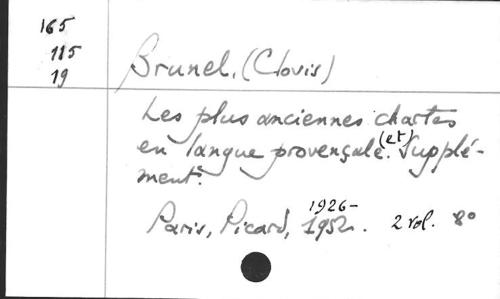 165
115
19
Brunel, (Clovis)
Les plus anciennes chartes
en langue provençale. (et) Supplé-
ment.
Paris, Picard, 1926-
1952. 2 vol. 8º